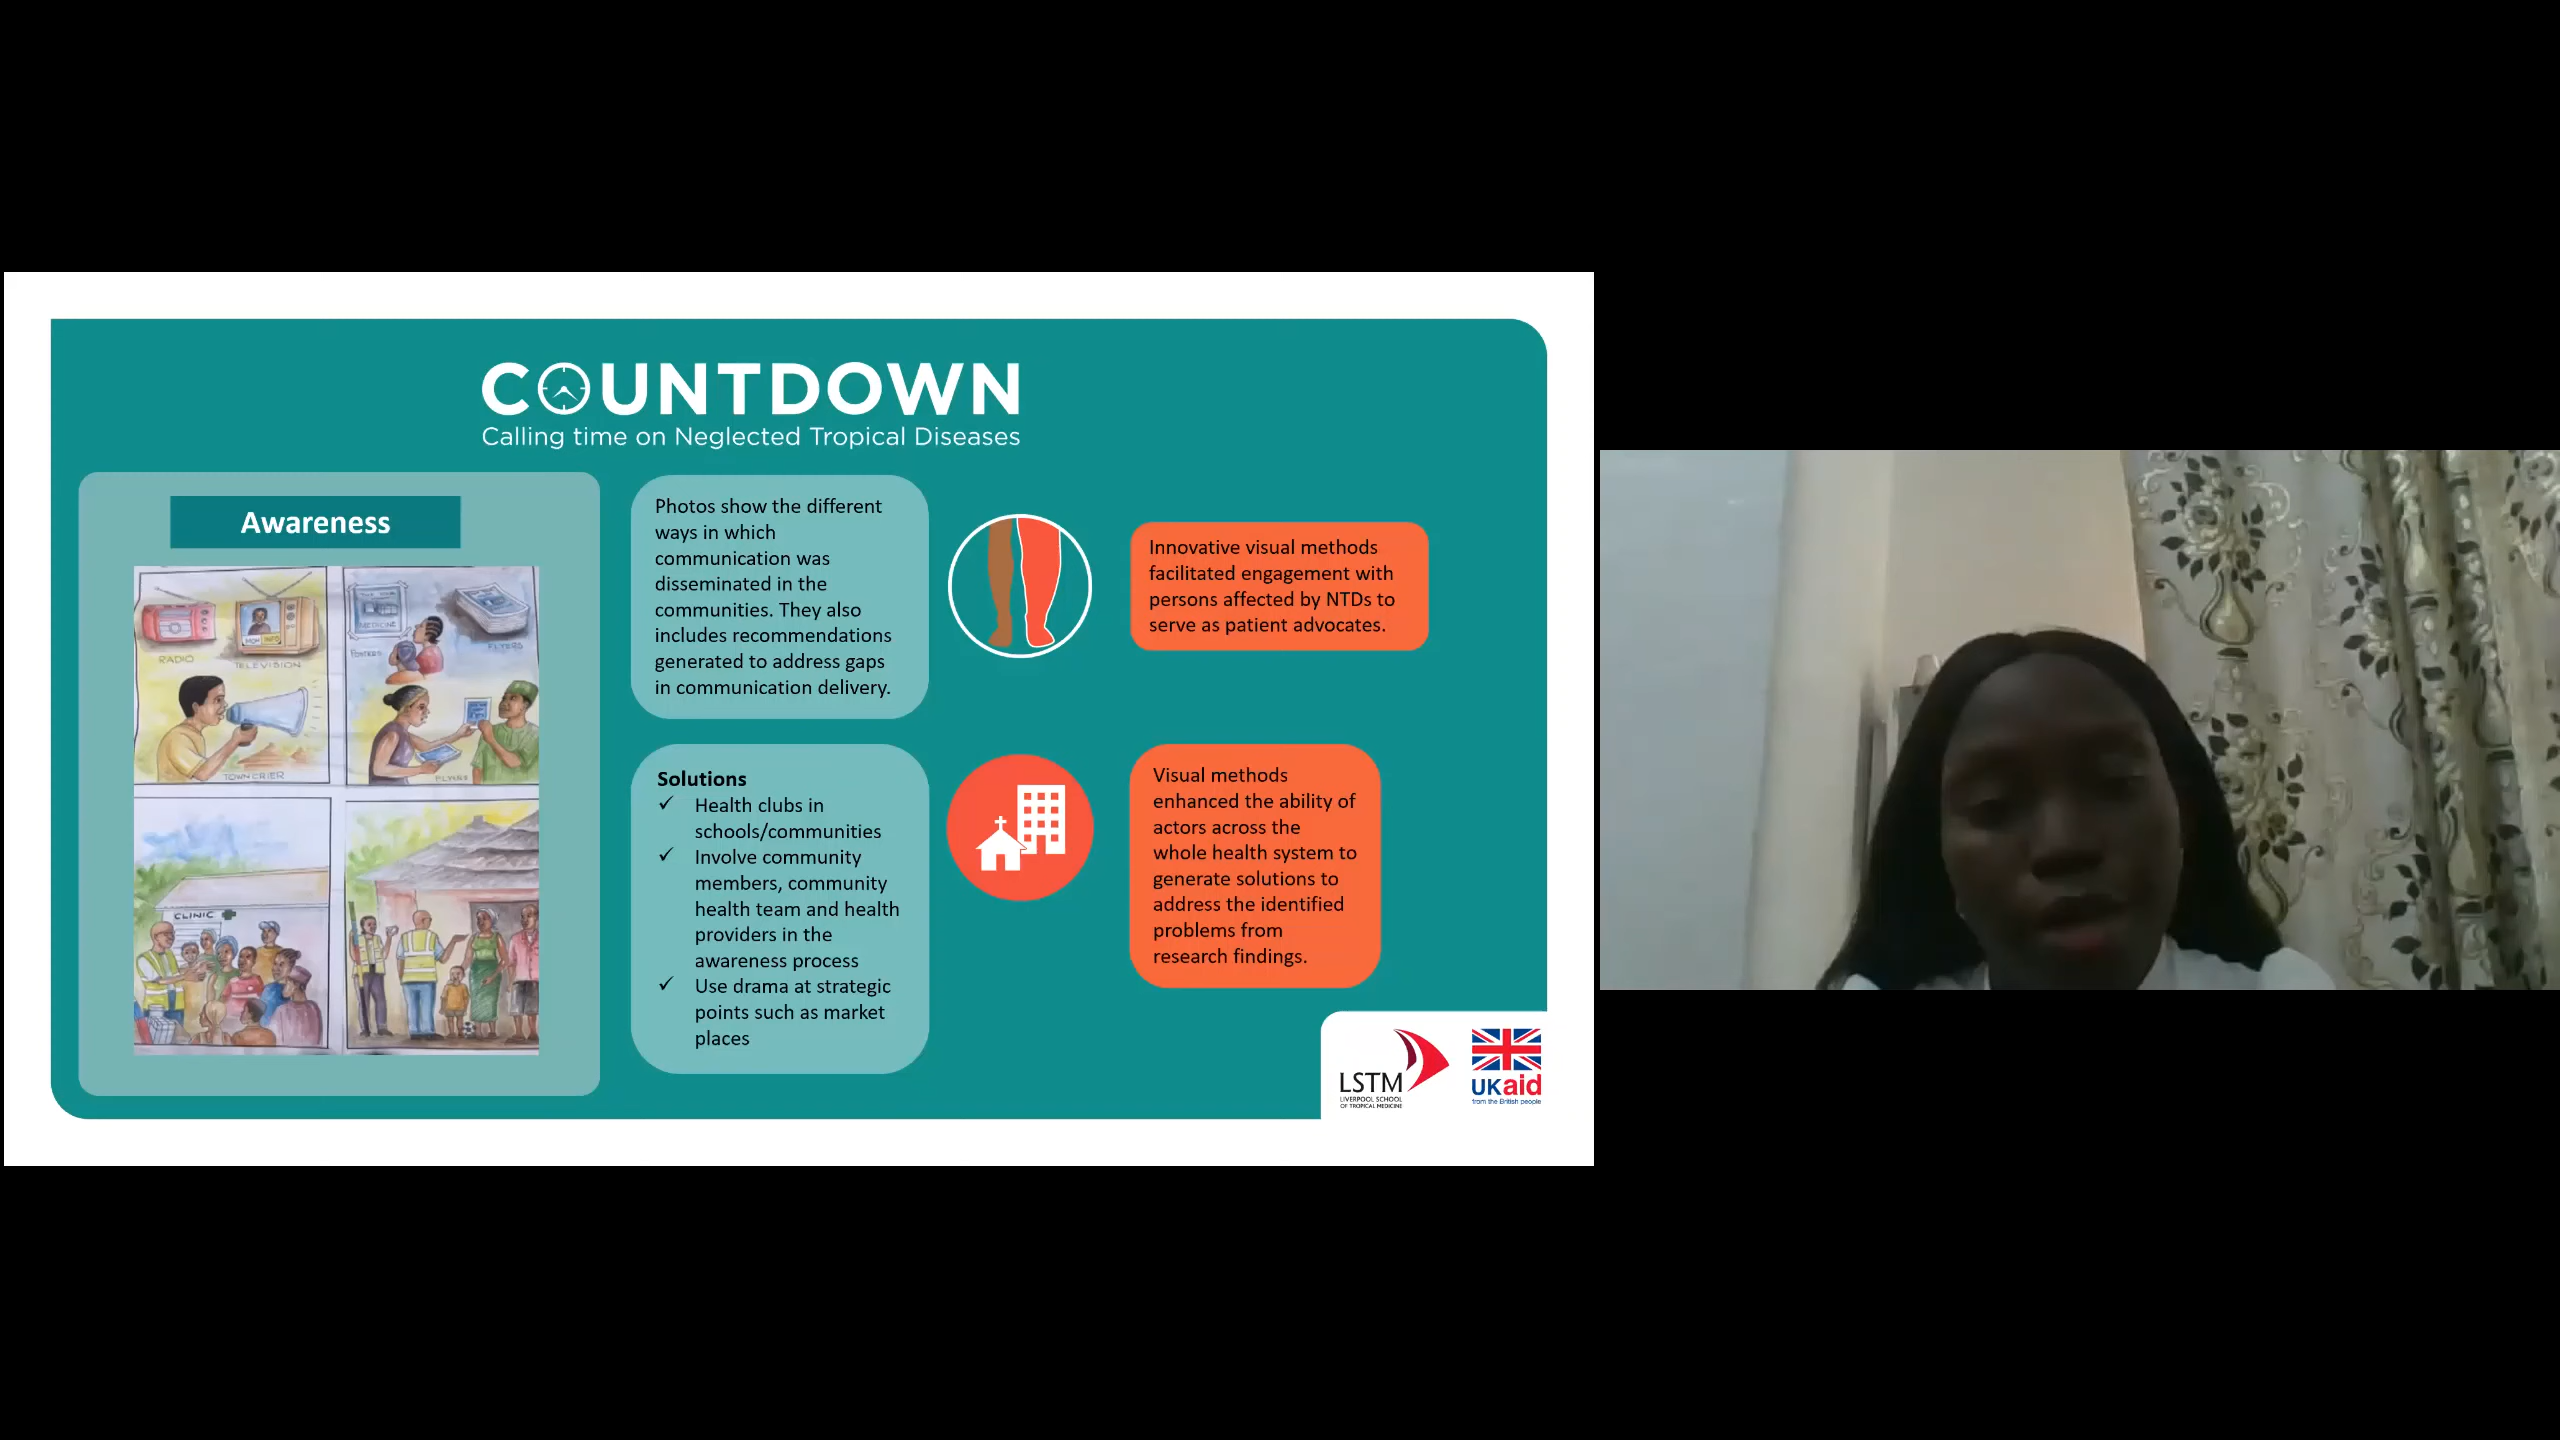 COUNTDOWN
Calling time on Neglected Tropical Diseases
Awareness
RADIO
TELEVISION
TOWN CRIER
MEDICINE
POSTERS
FLYERS
FLYERS
CLINIC
Photos show the different
ways in which
communication was
disseminated in the
communities. They also
includes recommendations
generated to address gaps
in communication delivery.
Solutions
✓ Health clubs in
schools/communities
✓ Involve community
members, community
health team and health
providers in the
awareness process
✓ Use drama at strategic
points such as market
places
Innovative visual methods
facilitated engagement with
persons affected by NTDs to
serve as patient advocates.
Visual methods
enhanced the ability of
actors across the
whole health system to
generate solutions to
address the identified
problems from
research findings.
LSTM
LIVERPOOL SCHOOL
OF TROPICAL MEDICINE
UKaid
from the British people